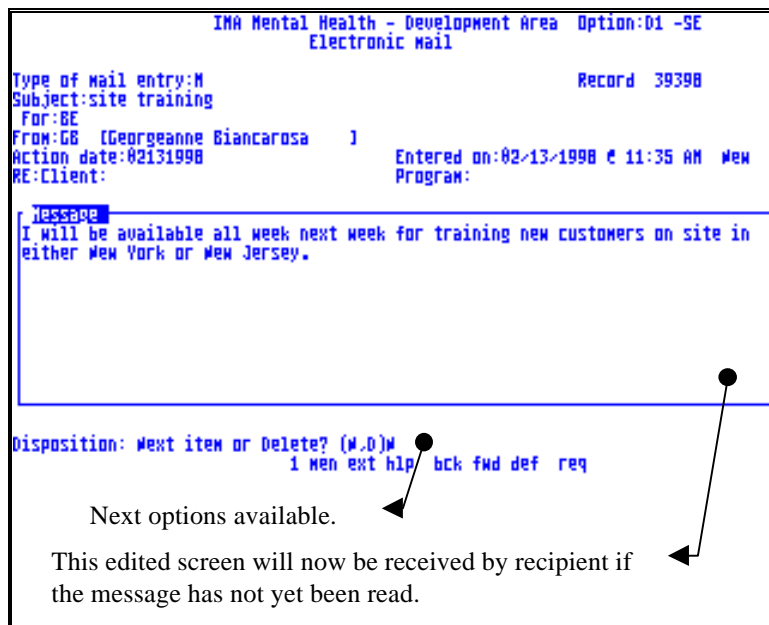 IMA Mental Health - Development Area Option:D1 -SE
Electronic Mail
Type of mail entry:M Record 39398
Subject:site training
For:BE
From:GB [Georgeanne Biancarosa ]
Action date:02131998 Entered on:02/13/1998 @ 11:35 AM New
RE:Client: Program:
Message
I will be available all week next week for training new customers on site in
either New York or New Jersey.
Disposition: Next item or Delete? (N,D)N
1 men ext hlp bck fwd def req
Next options available.
This edited screen will now be received by recipient if
the message has not yet been read.